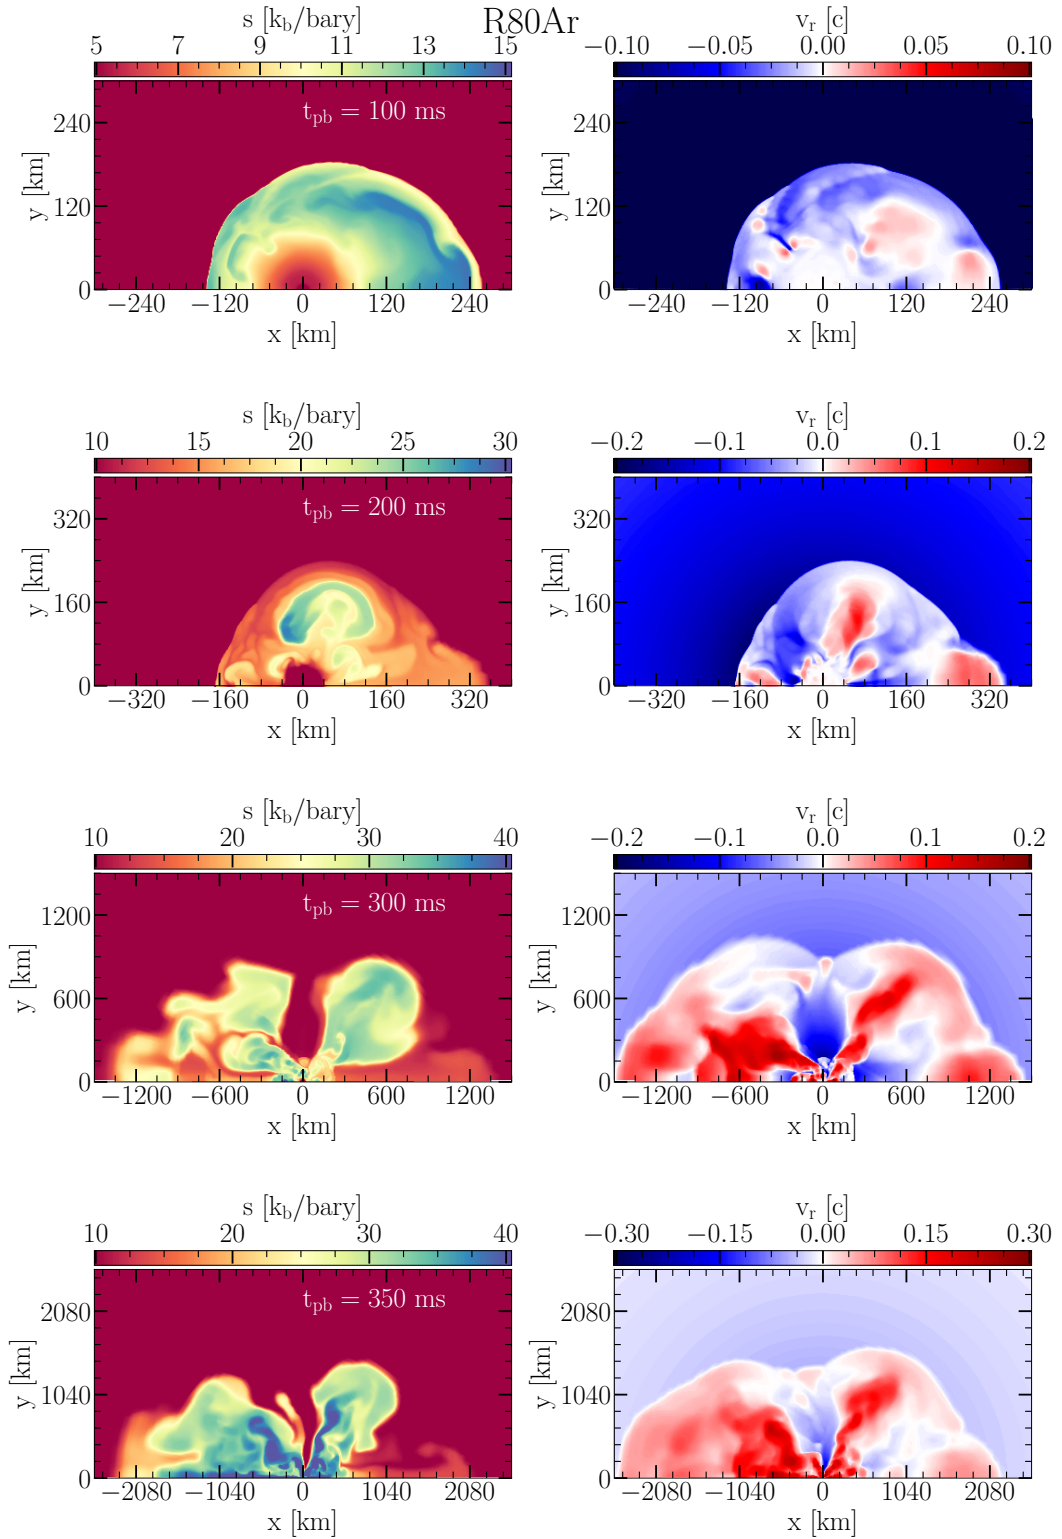 R80Ar
s [k_b/bary]
5 7 9 11 13 15
v_r [c]
−0.10 −0.05 0.00 0.05 0.10
t_pb = 100 ms
y [km]
240
120
0
−240 −120 0 120 240
x [km]
y [km]
240
120
0
−240 −120 0 120 240
x [km]
s [k_b/bary]
10 15 20 25 30
v_r [c]
−0.2 −0.1 0.0 0.1 0.2
t_pb = 200 ms
y [km]
320
160
0
−320 −160 0 160 320
x [km]
y [km]
320
160
0
−320 −160 0 160 320
x [km]
s [k_b/bary]
10 20 30 40
v_r [c]
−0.2 −0.1 0.0 0.1 0.2
t_pb = 300 ms
y [km]
1200
600
0
−1200 −600 0 600 1200
x [km]
y [km]
1200
600
0
−1200 −600 0 600 1200
x [km]
s [k_b/bary]
10 20 30 40
v_r [c]
−0.30 −0.15 0.00 0.15 0.30
t_pb = 350 ms
y [km]
2080
1040
0
−2080 −1040 0 1040 2080
x [km]
y [km]
2080
1040
0
−2080 −1040 0 1040 2080
x [km]